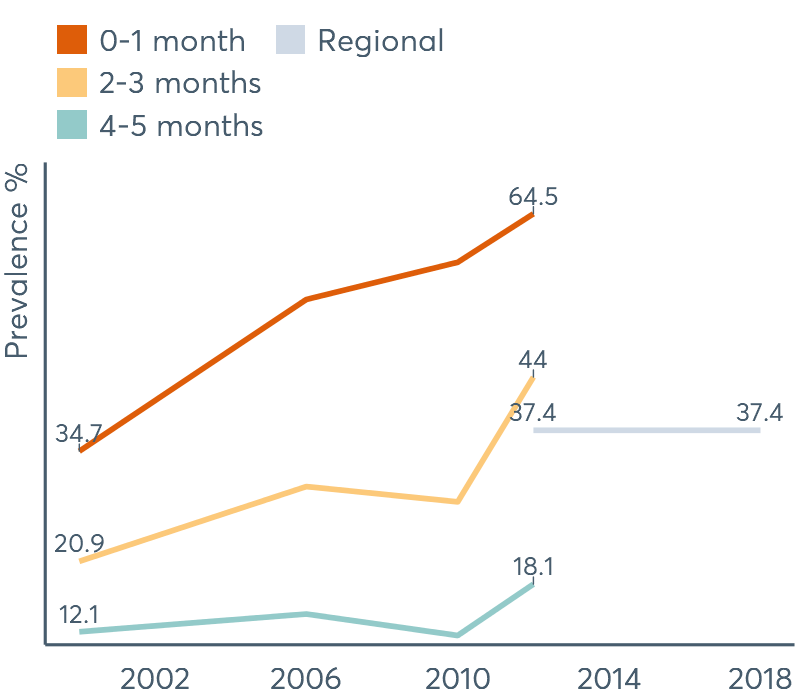 0-1 month
Regional
2-3 months
4-5 months
Prevalence %
64.5
44
37.4
37.4
34.7
20.9
18.1
12.1
2002
2006
2010
2014
2018